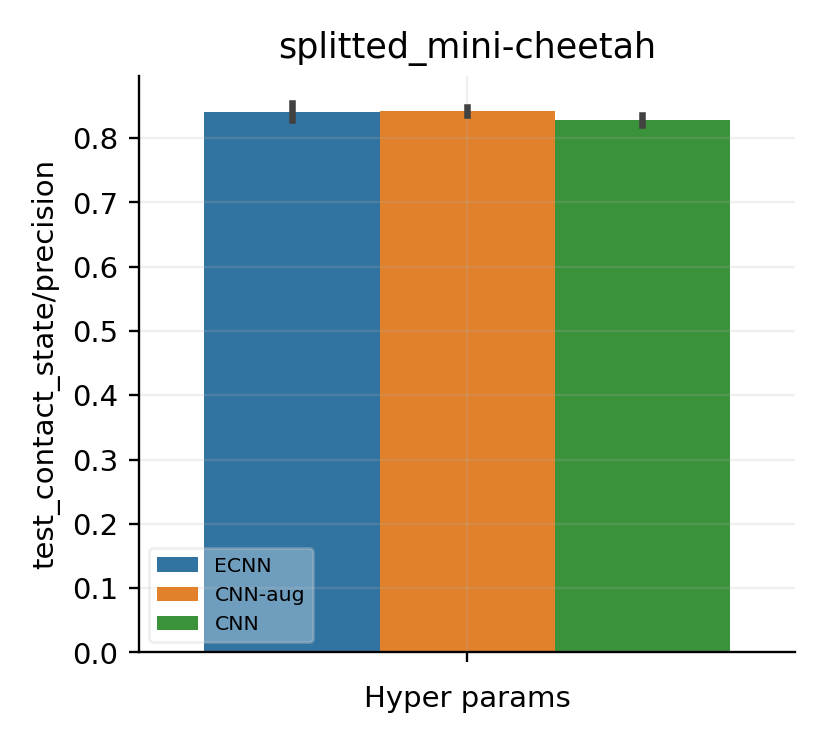 splitted_mini-cheetah
test_contact_state/precision
0.8
0.7
0.6
0.5
0.4
0.3
0.2
0.1
0.0
ECNN
CNN-aug
CNN
Hyper params